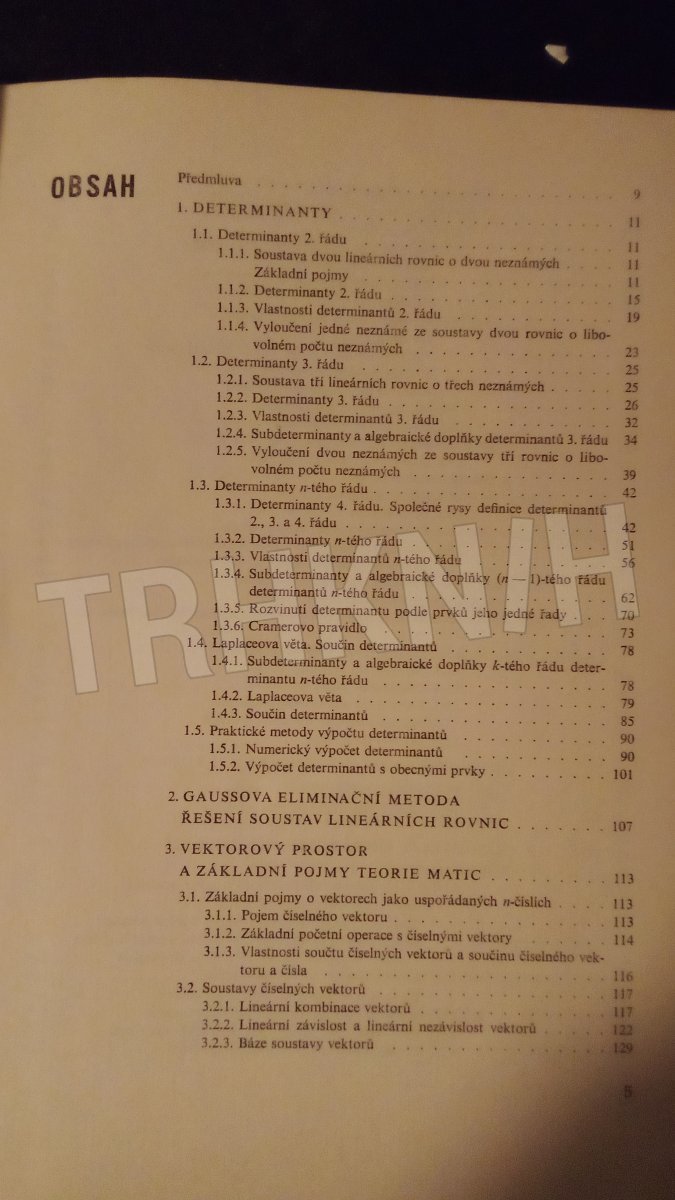 OBSAH
Předmluva 9
1. DETERMINANTY 11
1.1. Determinanty 2. řádu 11
1.1.1. Soustava dvou lineárních rovnic o dvou neznámých 11
Základní pojmy 11
1.1.2. Determinanty 2. řádu 15
1.1.3. Vlastnosti determinantů 2. řádu 19
1.1.4. Vyloučení jedné neznámé ze soustavy dvou rovnic o libo-
volném počtu neznámých 23
1.2. Determinanty 3. řádu 25
1.2.1. Soustava tří lineárních rovnic o třech neznámých 25
1.2.2. Determinanty 3. řádu 26
1.2.3. Vlastnosti determinantů 3. řádu 32
1.2.4. Subdeterminanty a algebraické doplňky determinantů 3. řádu 34
1.2.5. Vyloučení dvou neznámých ze soustavy tří rovnic o libo-
volném počtu neznámých 39
1.3. Determinanty n-tého řádu 42
1.3.1. Determinanty 4. řádu. Společné rysy definice determinantů
2., 3. a 4. řádu 42
1.3.2. Determinanty n-tého řádu 51
1.3.3. Vlastnosti determinantů n-tého řádu 56
1.3.4. Subdeterminanty a algebraické doplňky (n — 1)-tého řádu
determinantů n-tého řádu 62
1.3.5. Rozvinutí determinantu podle prvků jeho jedné řady 70
1.3.6. Cramerovo pravidlo 73
1.4. Laplaceova věta. Součin determinantů 78
1.4.1. Subdeterminanty a algebraické doplňky k-tého řádu deter-
minantu n-tého řádu 78
1.4.2. Laplaceova věta 79
1.4.3. Součin determinantů 85
1.5. Praktické metody výpočtu determinantů 90
1.5.1. Numerický výpočet determinantů 90
1.5.2. Výpočet determinantů s obecnými prvky 101
2. GAUSSOVA ELIMINAČNÍ METODA
ŘEŠENÍ SOUSTAV LINEÁRNÍCH ROVNIC 107
3. VEKTOROVÝ PROSTOR
A ZÁKLADNÍ POJMY TEORIE MATIC 113
3.1. Základní pojmy o vektorech jako uspořádaných n-číslích 113
3.1.1. Pojem číselného vektoru 113
3.1.2. Základní početní operace s číselnými vektory 114
3.1.3. Vlastnosti součtu číselných vektorů a součinu číselného vek-
toru a čísla 116
3.2. Soustavy číselných vektorů 117
3.2.1. Lineární kombinace vektorů 117
3.2.2. Lineární závislost a lineární nezávislost vektorů 122
3.2.3. Báze soustavy vektorů 129
5
TRHKNIH